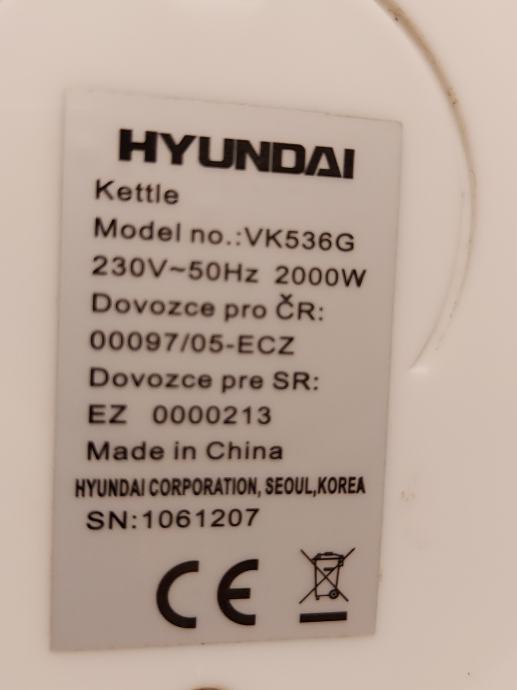 HYUNDAI
Kettle
Model no.:VK536G
230V~50Hz 2000W
Dovozce pro ČR:
00097/05-ECZ
Dovozce pre SR:
EZ 0000213
Made in China
HYUNDAI CORPORATION, SEOUL,KOREA
SN:1061207
CE